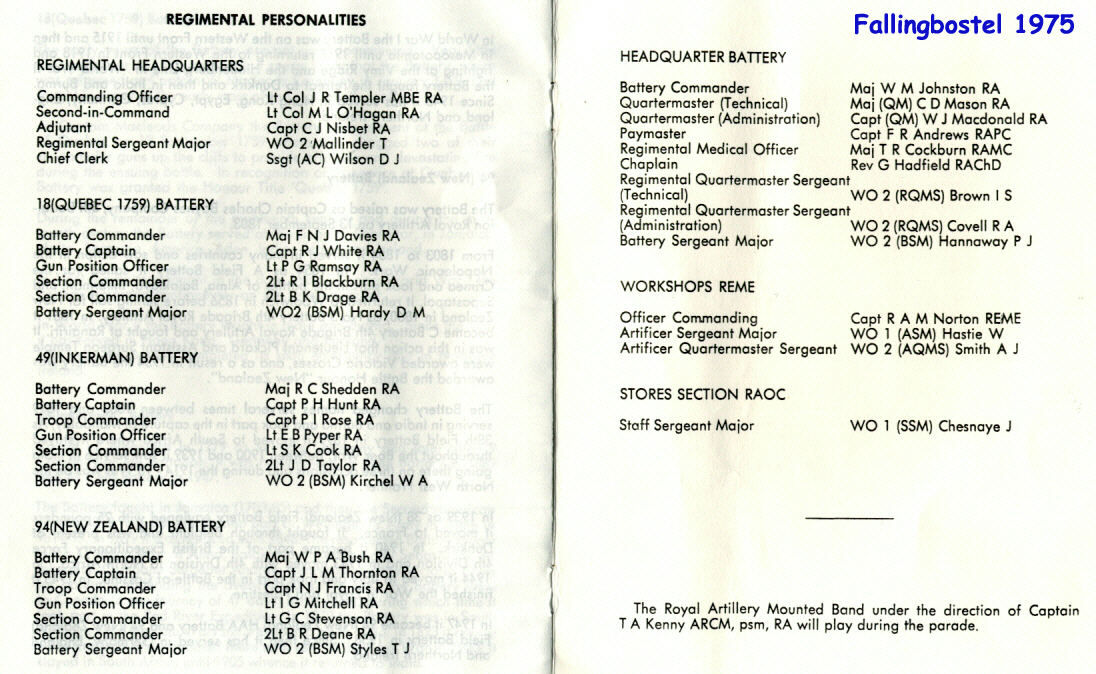 REGIMENTAL PERSONALITIES
REGIMENTAL HEADQUARTERS
Commanding Officer Lt Col J R Templer MBE RA
Second-in-Command Lt Col M L O'Hagan RA
Adjutant Capt C J Nisbet RA
Regimental Sergeant Major WO 2 Mallinder T
Chief Clerk Ssgt (AC) Wilson D J
18(QUEBEC 1759) BATTERY
Battery Commander Maj F N J Davies RA
Battery Captain Capt R J White RA
Gun Position Officer Lt P G Ramsay RA
Section Commander 2Lt R I Blackburn RA
Section Commander 2Lt B K Drage RA
Battery Sergeant Major WO2 (BSM) Hardy D M
49(INKERMAN) BATTERY
Battery Commander Maj R C Shedden RA
Battery Captain Capt P H Hunt RA
Troop Commander Capt P I Rose RA
Gun Position Officer Lt E B Pyper RA
Section Commander Lt S K Cook RA
Section Commander 2Lt J D Taylor RA
Battery Sergeant Major WO 2 (BSM) Kirchel W A
94(NEW ZEALAND) BATTERY
Battery Commander Maj W P A Bush RA
Battery Captain Capt J L M Thornton RA
Troop Commander Capt N J Francis RA
Gun Position Officer Lt I G Mitchell RA
Section Commander Lt G C Stevenson RA
Section Commander 2Lt B R Deane RA
Battery Sergeant Major WO 2 (BSM) Styles T J
Fallingbostel 1975
HEADQUARTER BATTERY
Battery Commander Maj W M Johnston RA
Quartermaster (Technical) Maj (QM) C D Mason RA
Quartermaster (Administration) Capt (QM) W J Macdonald RA
Paymaster Capt F R Andrews RAPC
Regimental Medical Officer Maj T R Cockburn RAMC
Chaplain Rev G Hadfield RAChD
Regimental Quartermaster Sergeant
(Technical) WO 2 (RQMS) Brown I S
Regimental Quartermaster Sergeant
(Administration) WO 2 (RQMS) Covell R A
Battery Sergeant Major WO 2 (BSM) Hannaway P J
WORKSHOPS REME
Officer Commanding Capt R A M Norton REME
Artificer Sergeant Major WO 1 (ASM) Hastie W
Artificer Quartermaster Sergeant WO 2 (AQMS) Smith A J
STORES SECTION RAOC
Staff Sergeant Major WO 1 (SSM) Chesnaye J
The Royal Artillery Mounted Band under the direction of Captain
T A Kenny ARCM, psm, RA will play during the parade.